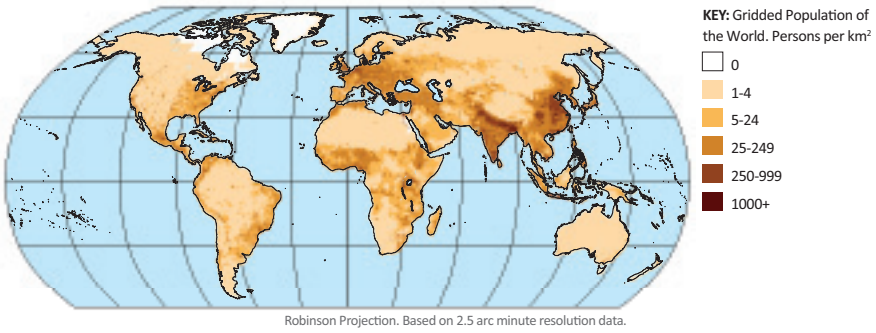 KEY: Gridded Population of
the World. Persons per km²
0
1-4
5-24
25-249
250-999
1000+
Robinson Projection. Based on 2.5 arc minute resolution data.